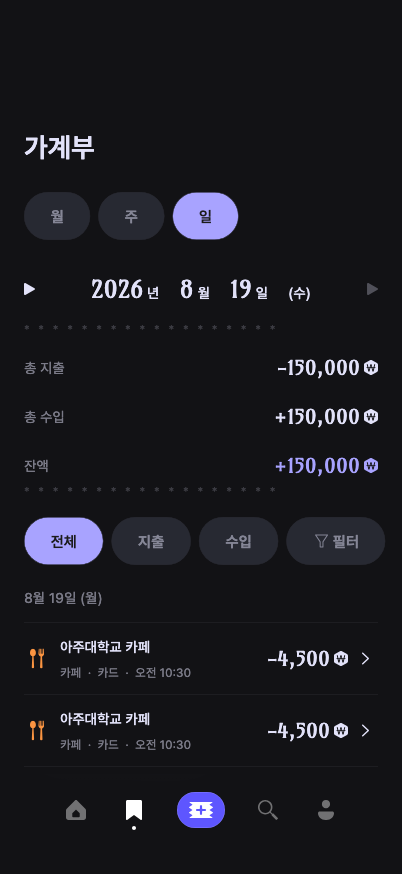 가계부
월 주 일
2026 년 8 월 19 일 (수)
총 지출 -150,000
총 수입 +150,000
잔액 +150,000
전체 지출 수입 필터
8월 19일 (월)
아주대학교 카페 -4,500
카페 · 카드 · 오전 10:30
아주대학교 카페 -4,500
카페 · 카드 · 오전 10:30